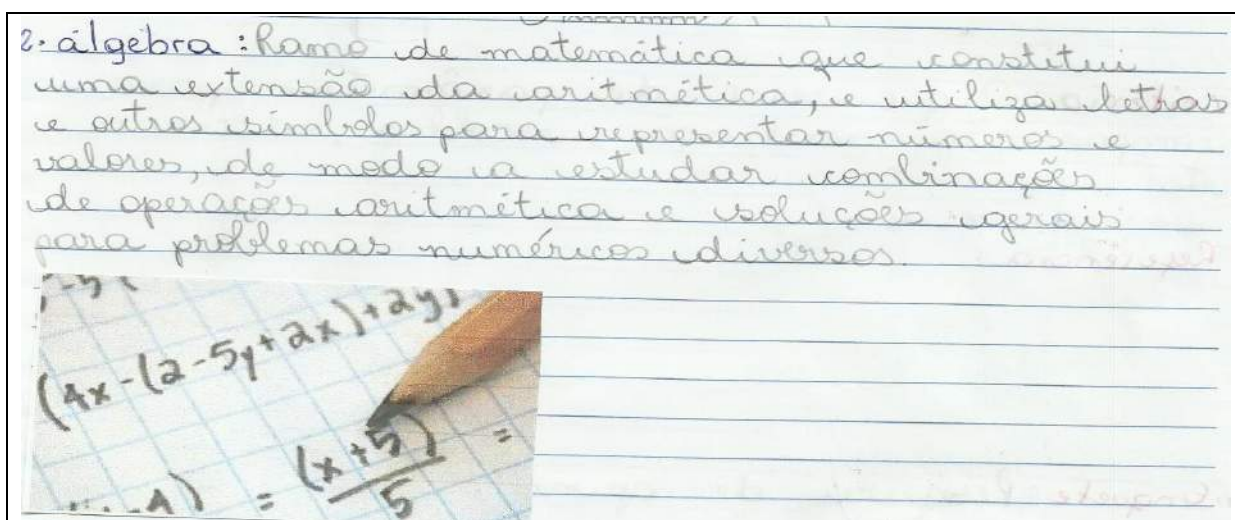 2. álgebra: Ramo de matemática que constitui
uma extensão da aritmética, e utiliza letras
e outros símbolos para representar números e
valores, de modo a estudar combinações
de operações aritmética e soluções gerais
para problemas numéricos diversos.
(4x-(2-5y+2x)+2y)
= (x+5)/5 =